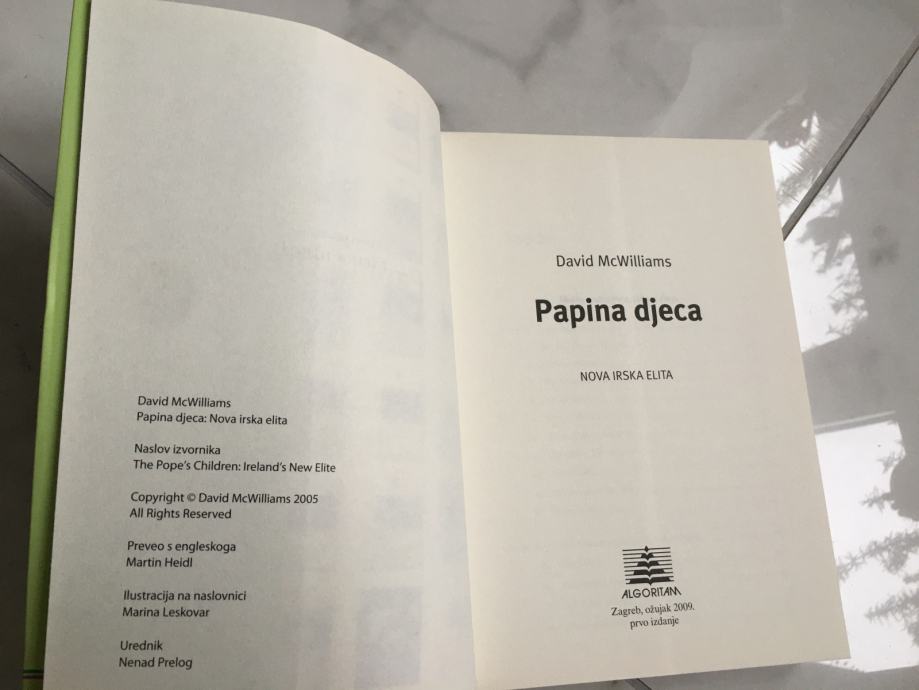 David McWilliams
Papina djeca: Nova irska elita
Naslov izvornika
The Pope's Children: Ireland's New Elite
Copyright © David McWilliams 2005
All Rights Reserved
Preveo s engleskoga
Martin Heidl
Ilustracija na naslovnici
Marina Leskovar
Urednik
Nenad Prelog
David McWilliams
Papina djeca
NOVA IRSKA ELITA
ALGORITAM
Zagreb, ožujak 2009.
prvo izdanje